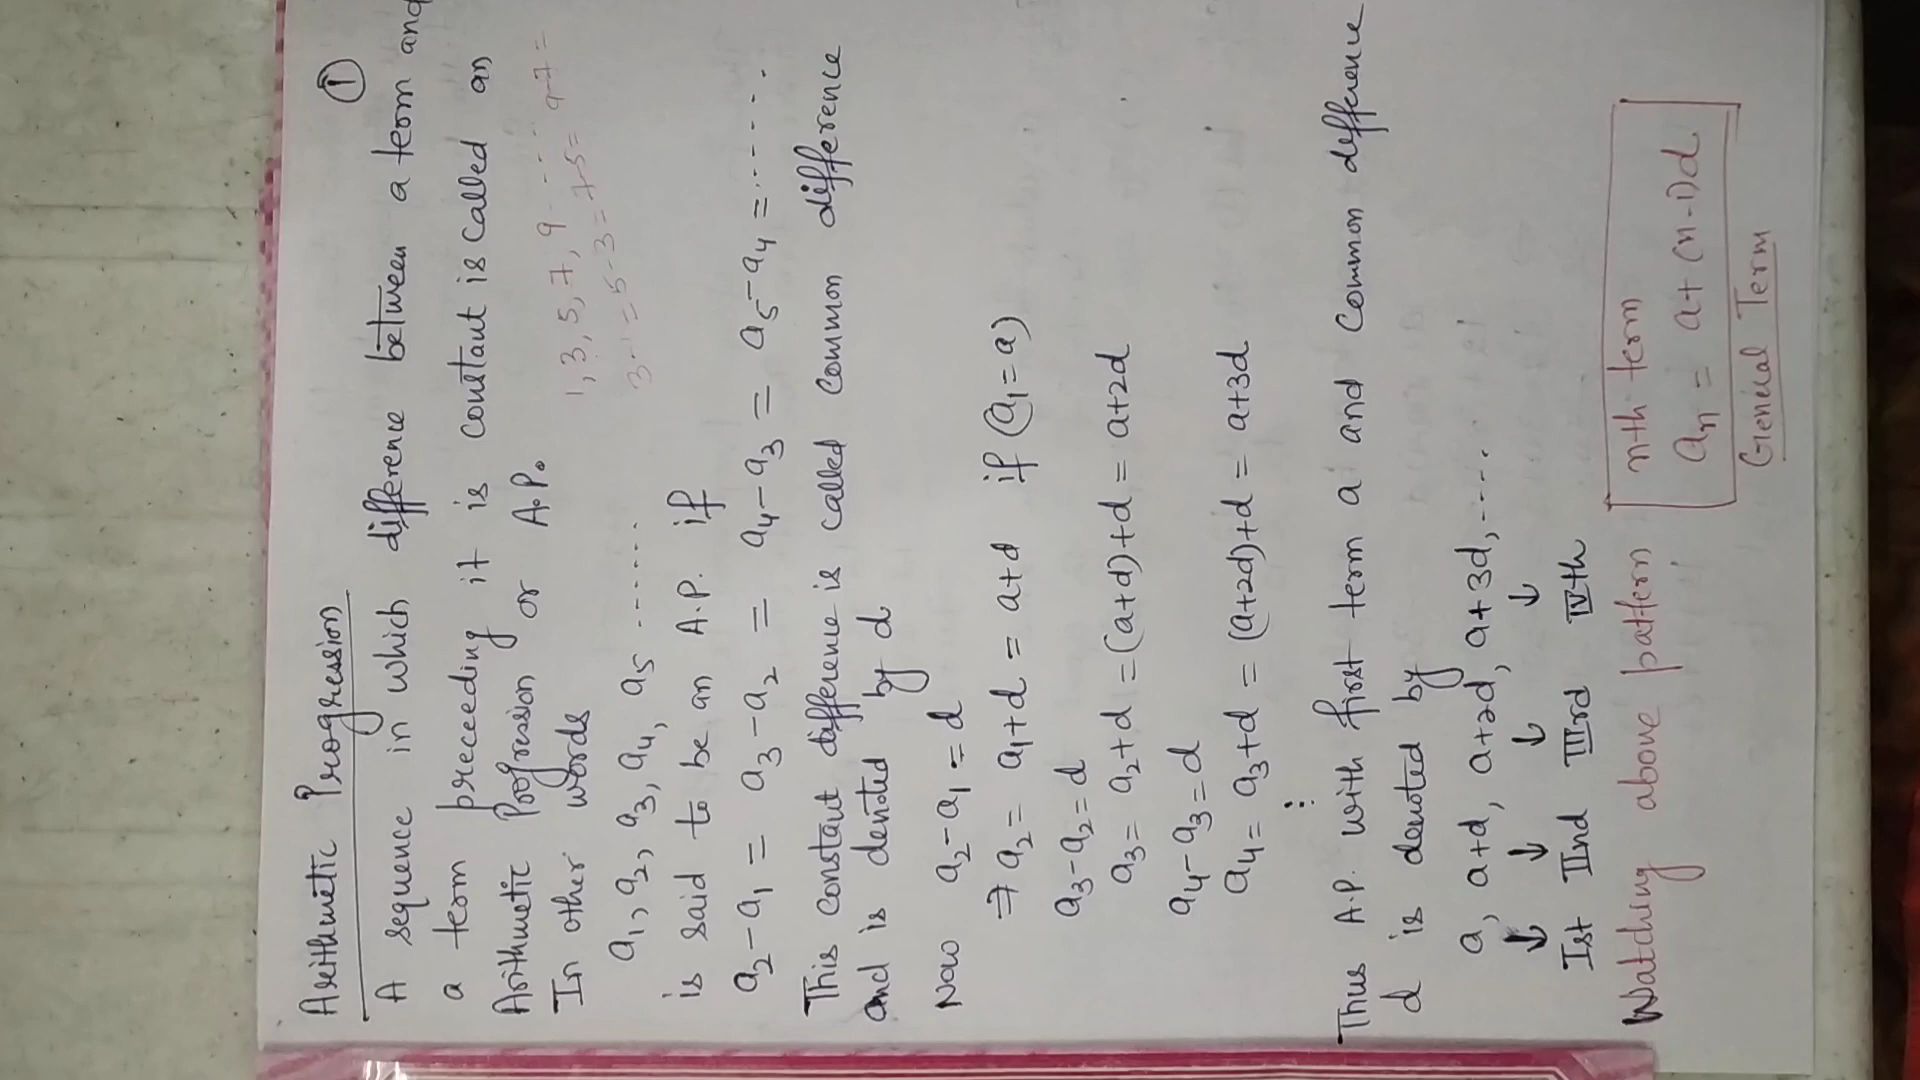 Arithmetic Progression ①
A sequence in which difference between a term and
a term preceeding it is constant is called an
Arithmetic Progression or A.P.
1, 3, 5, 7, 9 ......
In other words
3-1 = 5-3 = 7-5 = 9-7 =
a₁, a₂, a₃, a₄, a₅ ......
is said to be an A.P. if
a₂-a₁ = a₃-a₂ = a₄-a₃ = a₅-a₄ = .......
This constant difference is called common difference
and is denoted by d
Now a₂-a₁ = d
⇒ a₂ = a₁+d = a+d if (a₁=a)
a₃-a₂=d
a₃ = a₂+d = (a+d)+d = a+2d
a₄-a₃=d
a₄ = a₃+d = (a+2d)+d = a+3d
⋮
Thus A.P. with first term a and common difference
d is denoted by
a, a+d, a+2d, a+3d, ....
↓ ↓ ↓ ↓
Ist IInd IIIrd IVth
Watching above pattern
nth term
aₙ = a+(n-1)d
General Term